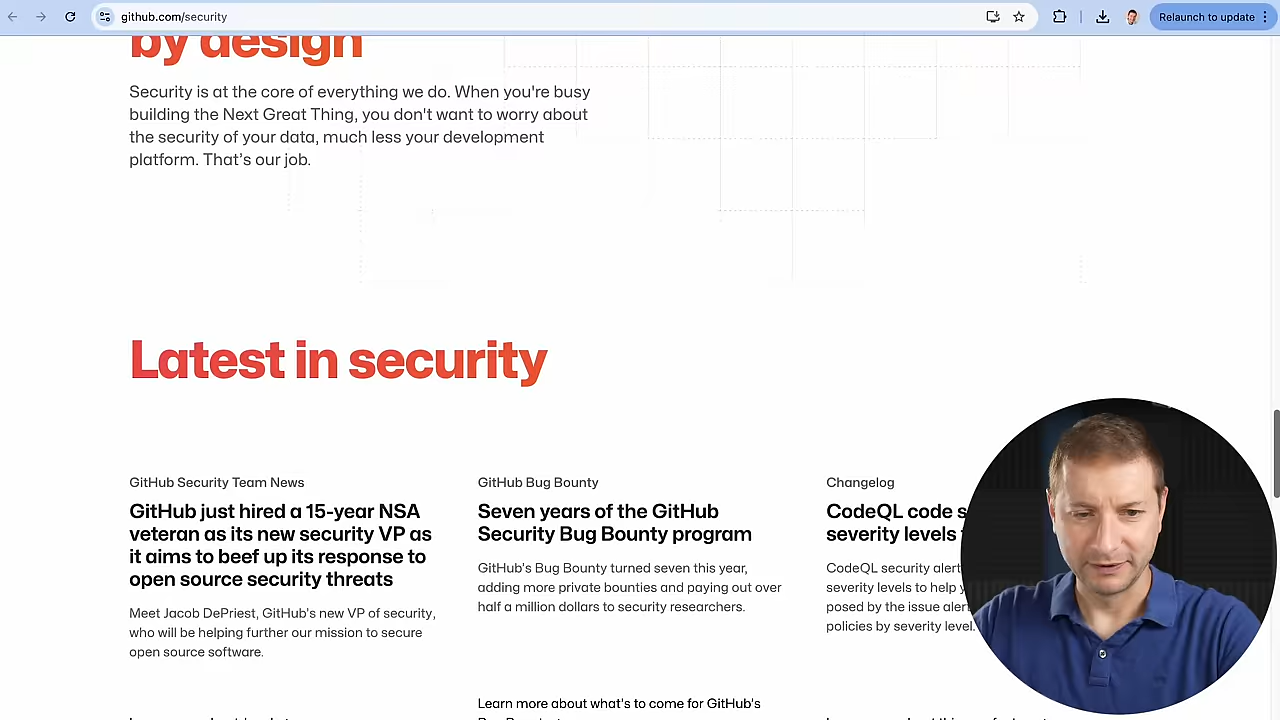 github.com/security
Relaunch to update
by design
Security is at the core of everything we do. When you're busy
building the Next Great Thing, you don't want to worry about
the security of your data, much less your development
platform. That's our job.
Latest in security
GitHub Security Team News
GitHub just hired a 15-year NSA
veteran as its new security VP as
it aims to beef up its response to
open source security threats
Meet Jacob DePriest, GitHub's new VP of security,
who will be helping further our mission to secure
open source software.
GitHub Bug Bounty
Seven years of the GitHub
Security Bug Bounty program
GitHub's Bug Bounty turned seven this year,
adding more private bounties and paying out over
half a million dollars to security researchers.
Learn more about what's to come for GitHub's
Changelog
CodeQL code
severity levels
CodeQL security
severity levels to help
posed by the issue
policies by severity level.